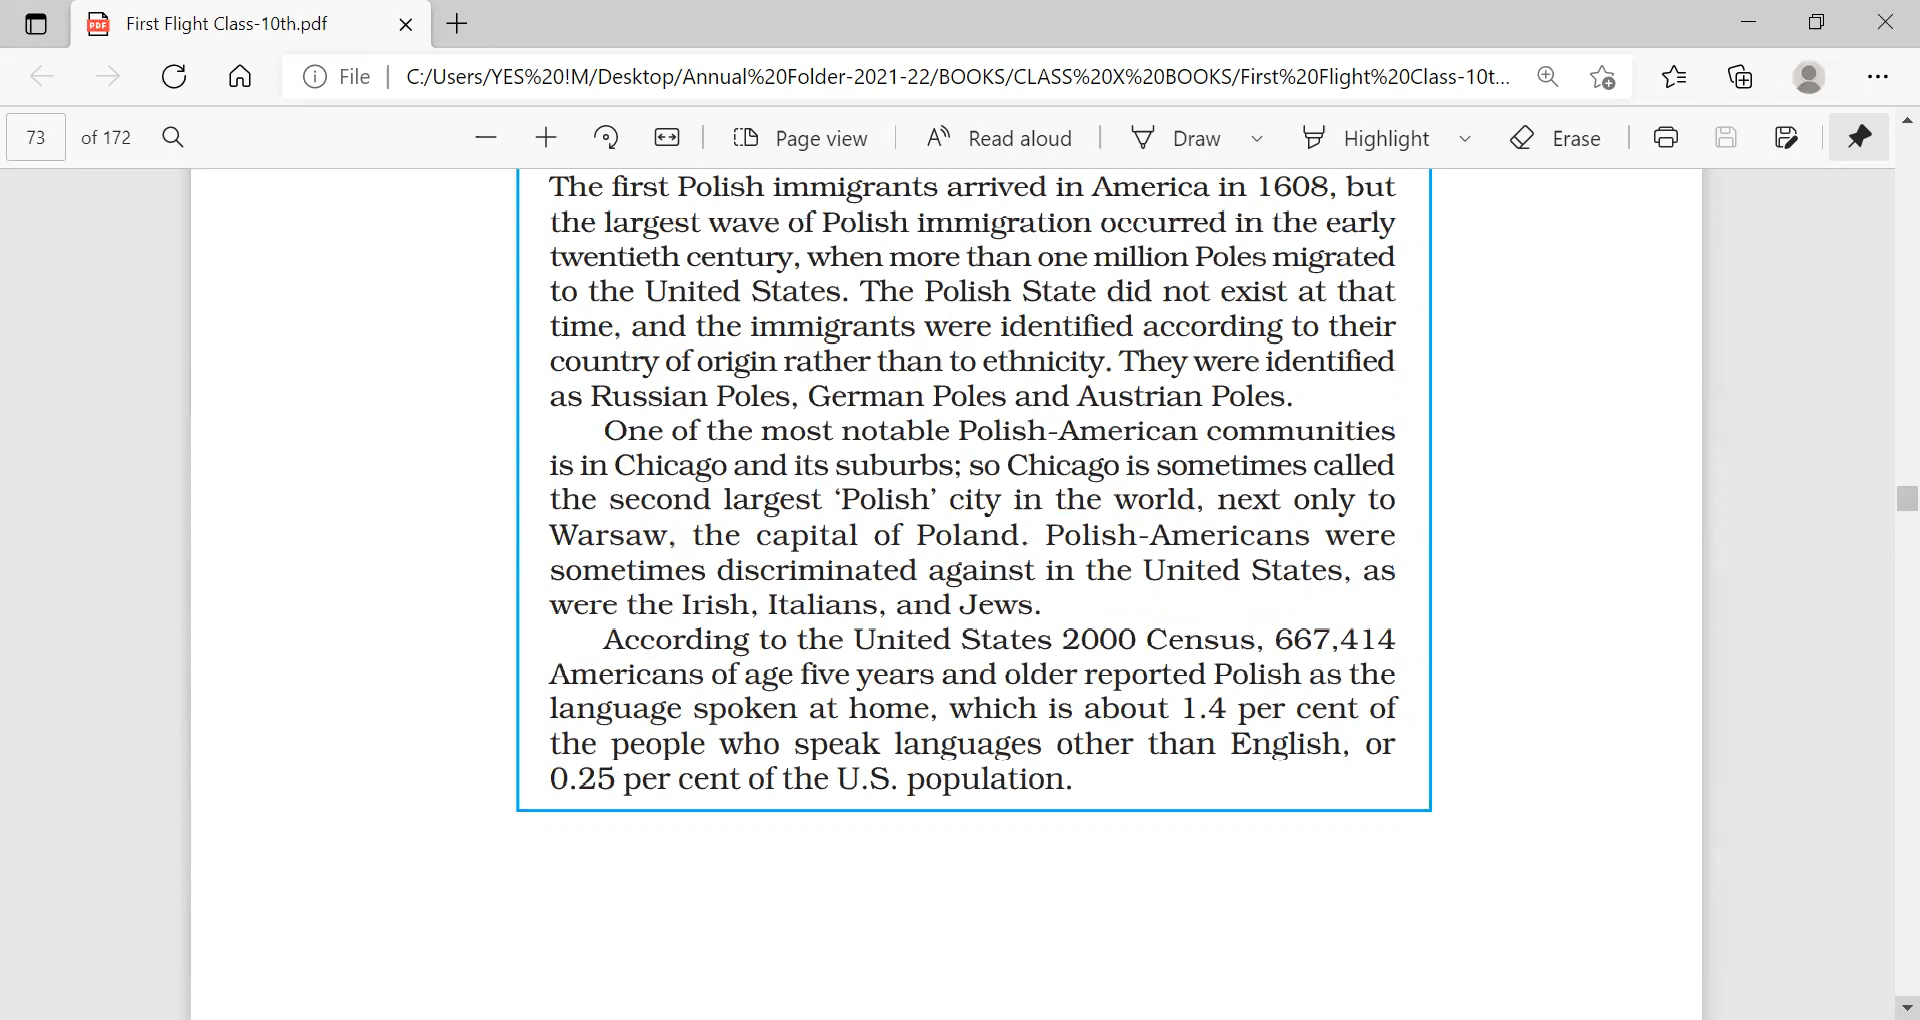 First Flight Class-10th.pdf
File | C:/Users/YES%20!M/Desktop/Annual%20Folder-2021-22/BOOKS/CLASS%20X%20BOOKS/First%20Flight%20Class-10t...
73 of 172 Page view Read aloud Draw Highlight Erase
The first Polish immigrants arrived in America in 1608, but
the largest wave of Polish immigration occurred in the early
twentieth century, when more than one million Poles migrated
to the United States. The Polish State did not exist at that
time, and the immigrants were identified according to their
country of origin rather than to ethnicity. They were identified
as Russian Poles, German Poles and Austrian Poles.
One of the most notable Polish-American communities
is in Chicago and its suburbs; so Chicago is sometimes called
the second largest ‘Polish’ city in the world, next only to
Warsaw, the capital of Poland. Polish-Americans were
sometimes discriminated against in the United States, as
were the Irish, Italians, and Jews.
According to the United States 2000 Census, 667,414
Americans of age five years and older reported Polish as the
language spoken at home, which is about 1.4 per cent of
the people who speak languages other than English, or
0.25 per cent of the U.S. population.